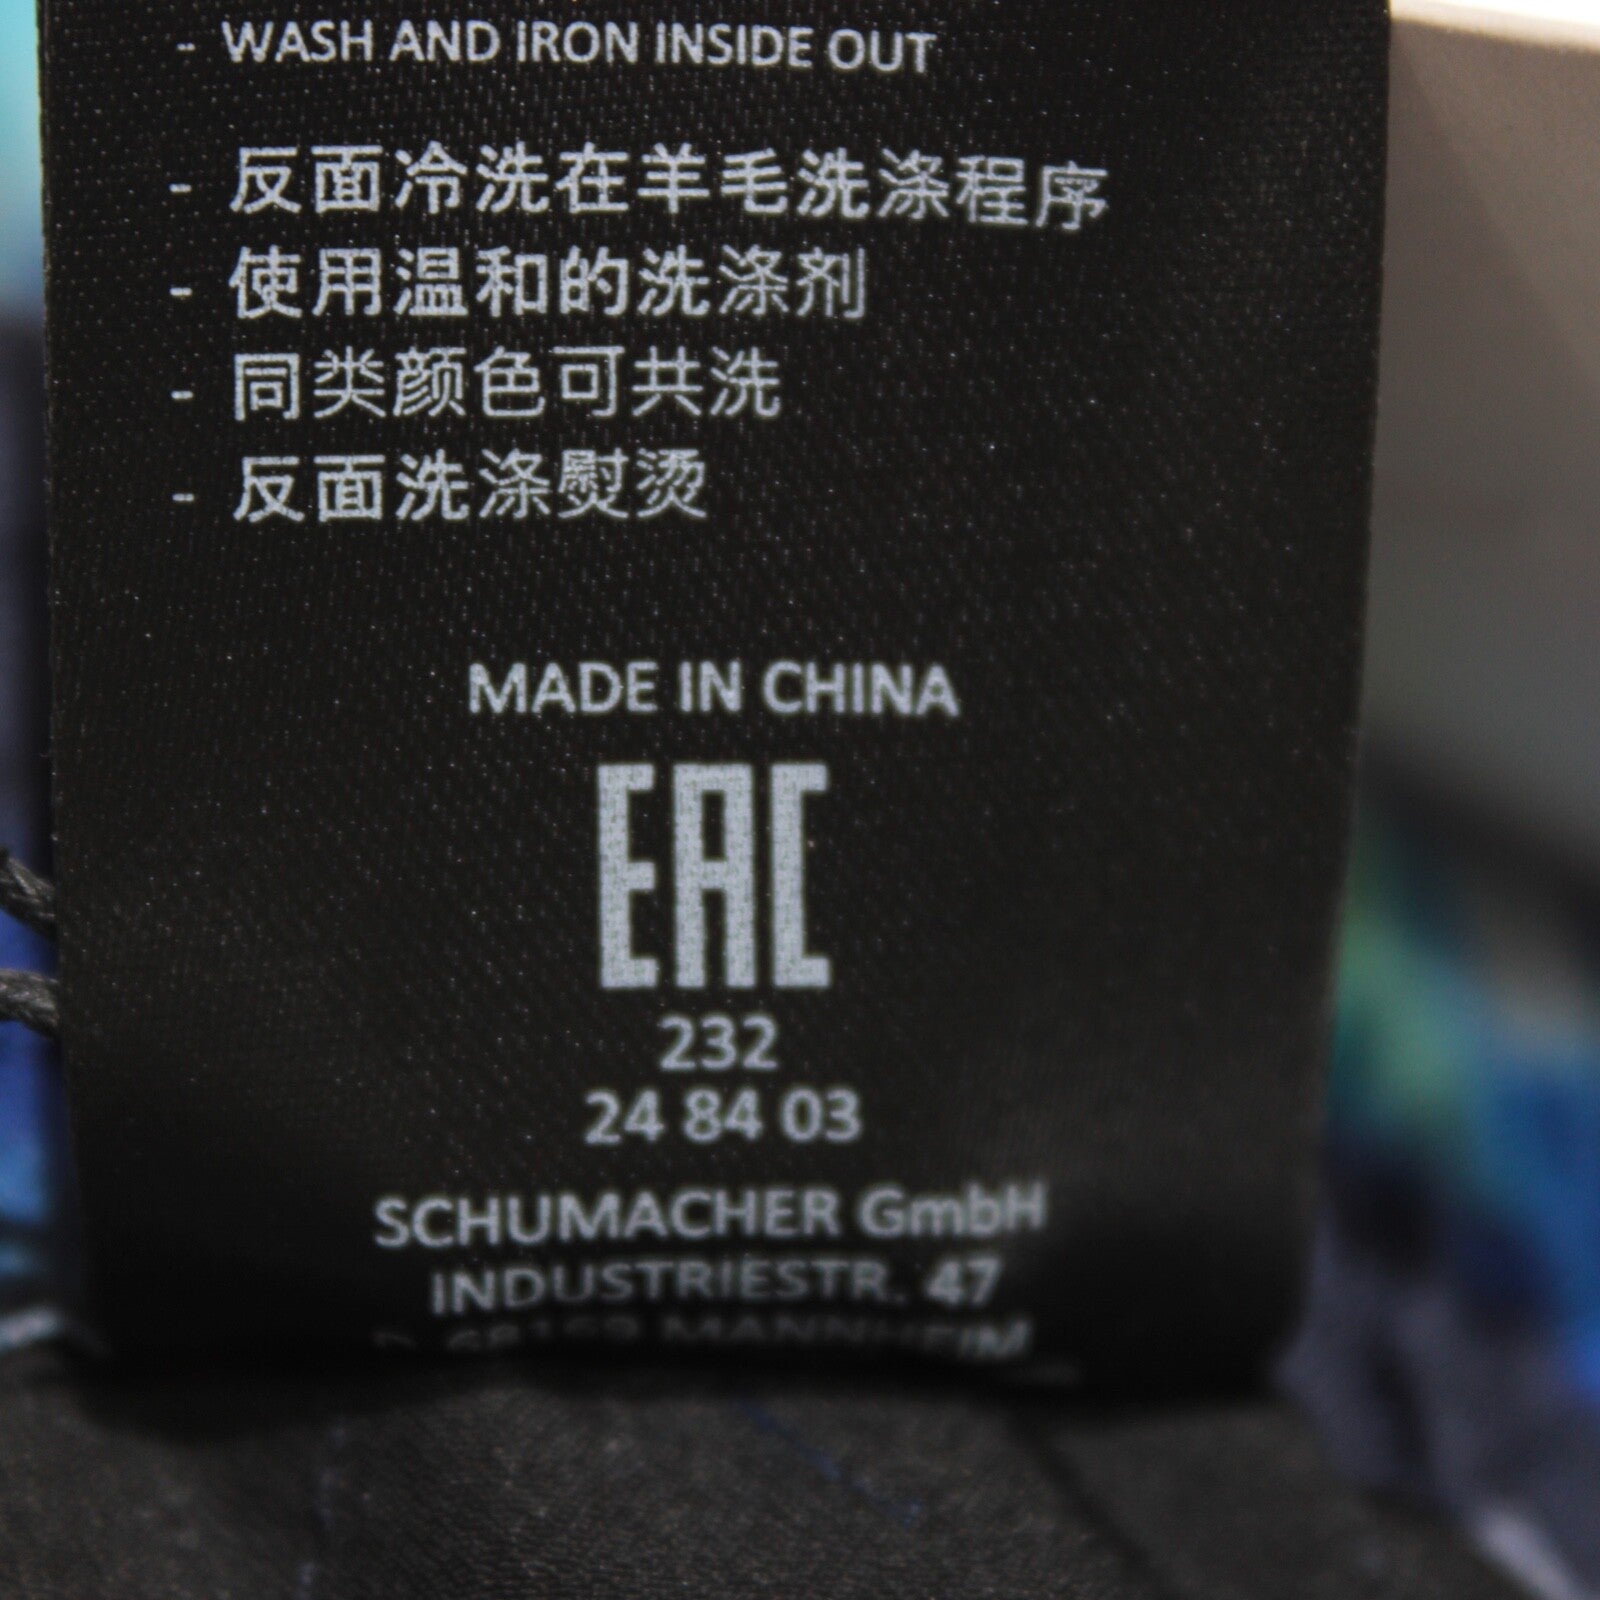 - WASH AND IRON INSIDE OUT
- 反面冷洗在羊毛洗涤程序
- 使用温和的洗涤剂
- 同类颜色可共洗
- 反面洗涤熨烫
MADE IN CHINA
EAC
232
24 84 03
SCHUMACHER GmbH
INDUSTRIESTR. 47
MANNHEIM